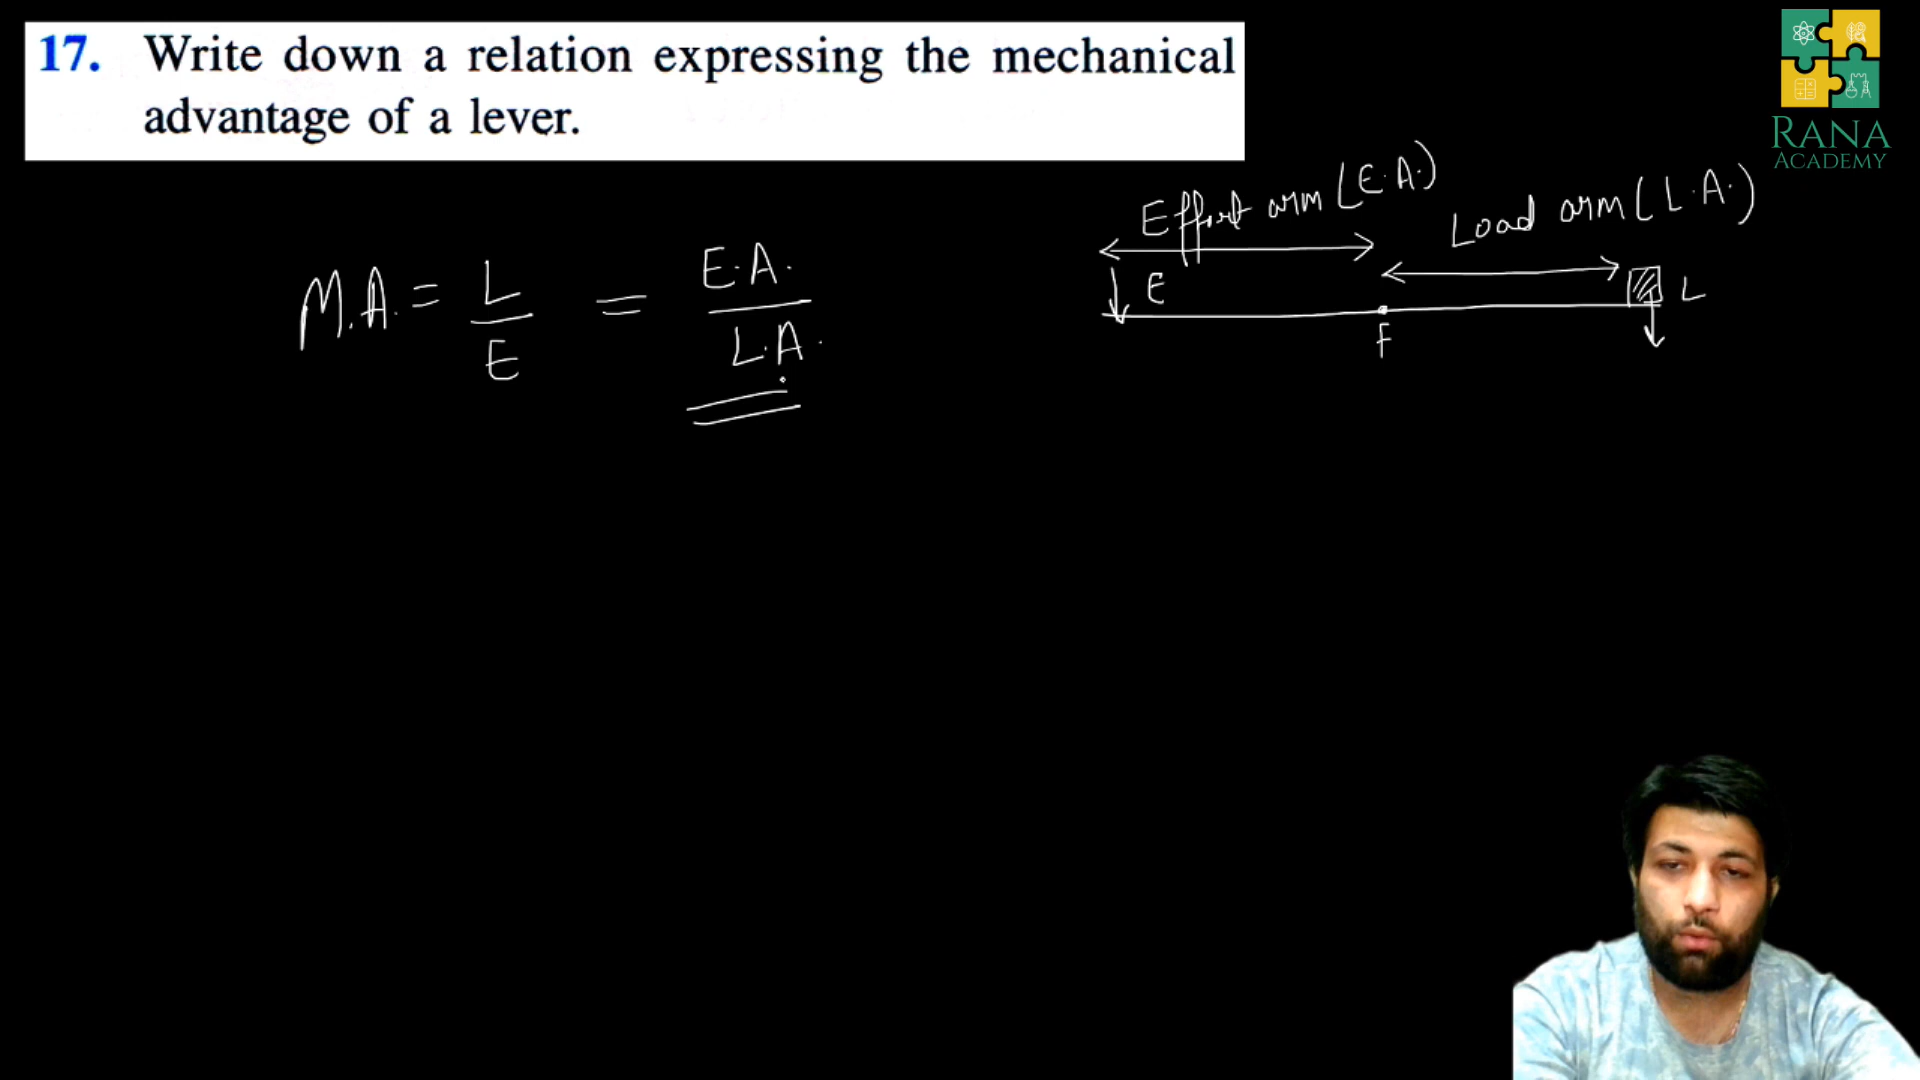 17. Write down a relation expressing the mechanical
advantage of a lever.
RANA
ACADEMY
Effort arm (E.A.)
Load arm (L.A.)
M.A. = L/E = E.A./L.A.
E
L
F